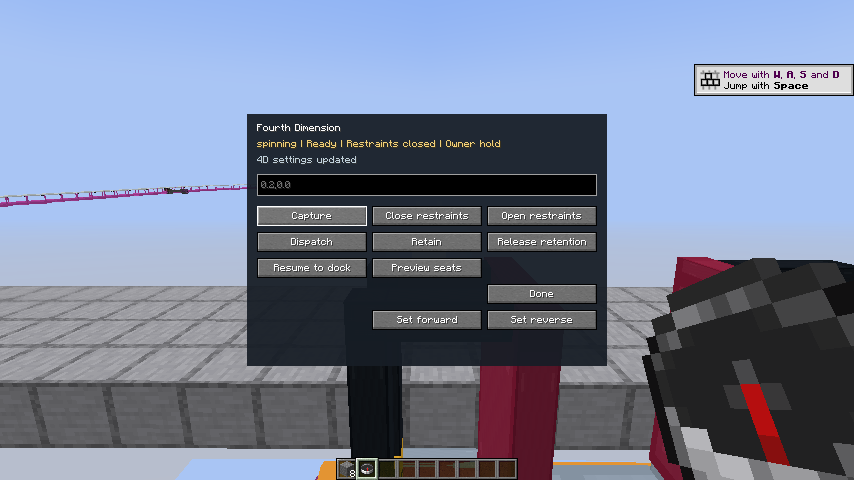 Move with W, A, S and D
Jump with Space
Fourth Dimension
spinning | Ready | Restraints closed | Owner hold
4D settings updated
0.2,0.0
Capture
Close restraints
Open restraints
Dispatch
Retain
Release retention
Resume to dock
Preview seats
Done
Set forward
Set reverse
8